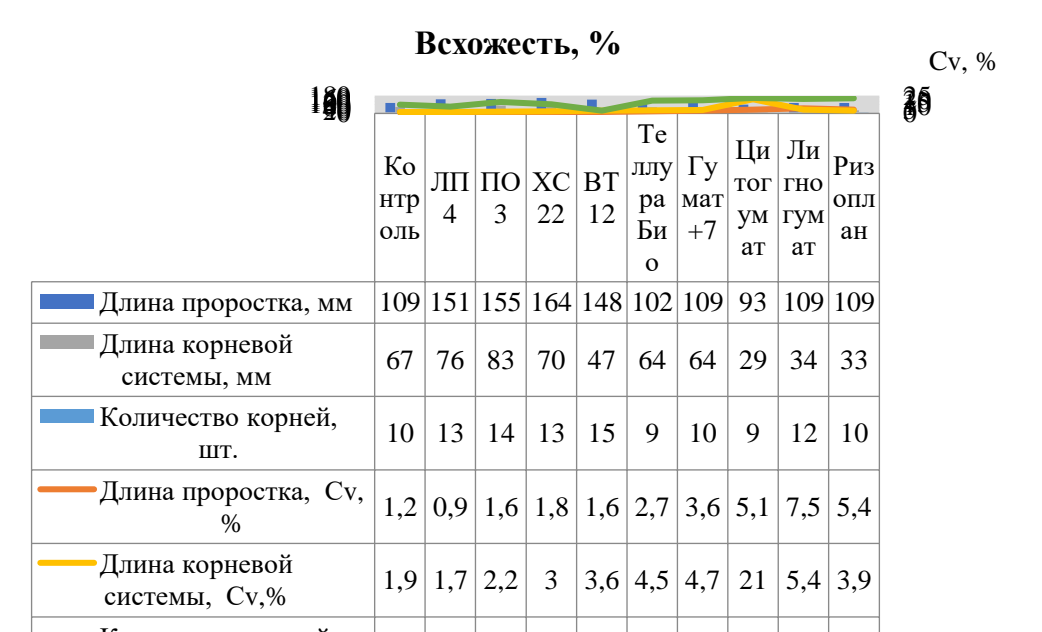 Всхожесть, %
Cv, %
Ко
нтр
оль
ЛП
4
ПО
3
ХС
22
ВТ
12
Те
ллу
ра
Би
о
Гу
мат
+7
Ци
тог
ум
ат
Ли
гно
гум
ат
Риз
опл
ан
Длина проростка, мм 109 151 155 164 148 102 109 93 109 109
Длина корневой
системы, мм
67 76 83 70 47 64 64 29 34 33
Количество корней,
шт.
10 13 14 13 15 9 10 9 12 10
Длина проростка, Cv,
%
1,2 0,9 1,6 1,8 1,6 2,7 3,6 5,1 7,5 5,4
Длина корневой
системы, Cv,%
1,9 1,7 2,2 3 3,6 4,5 4,7 21 5,4 3,9